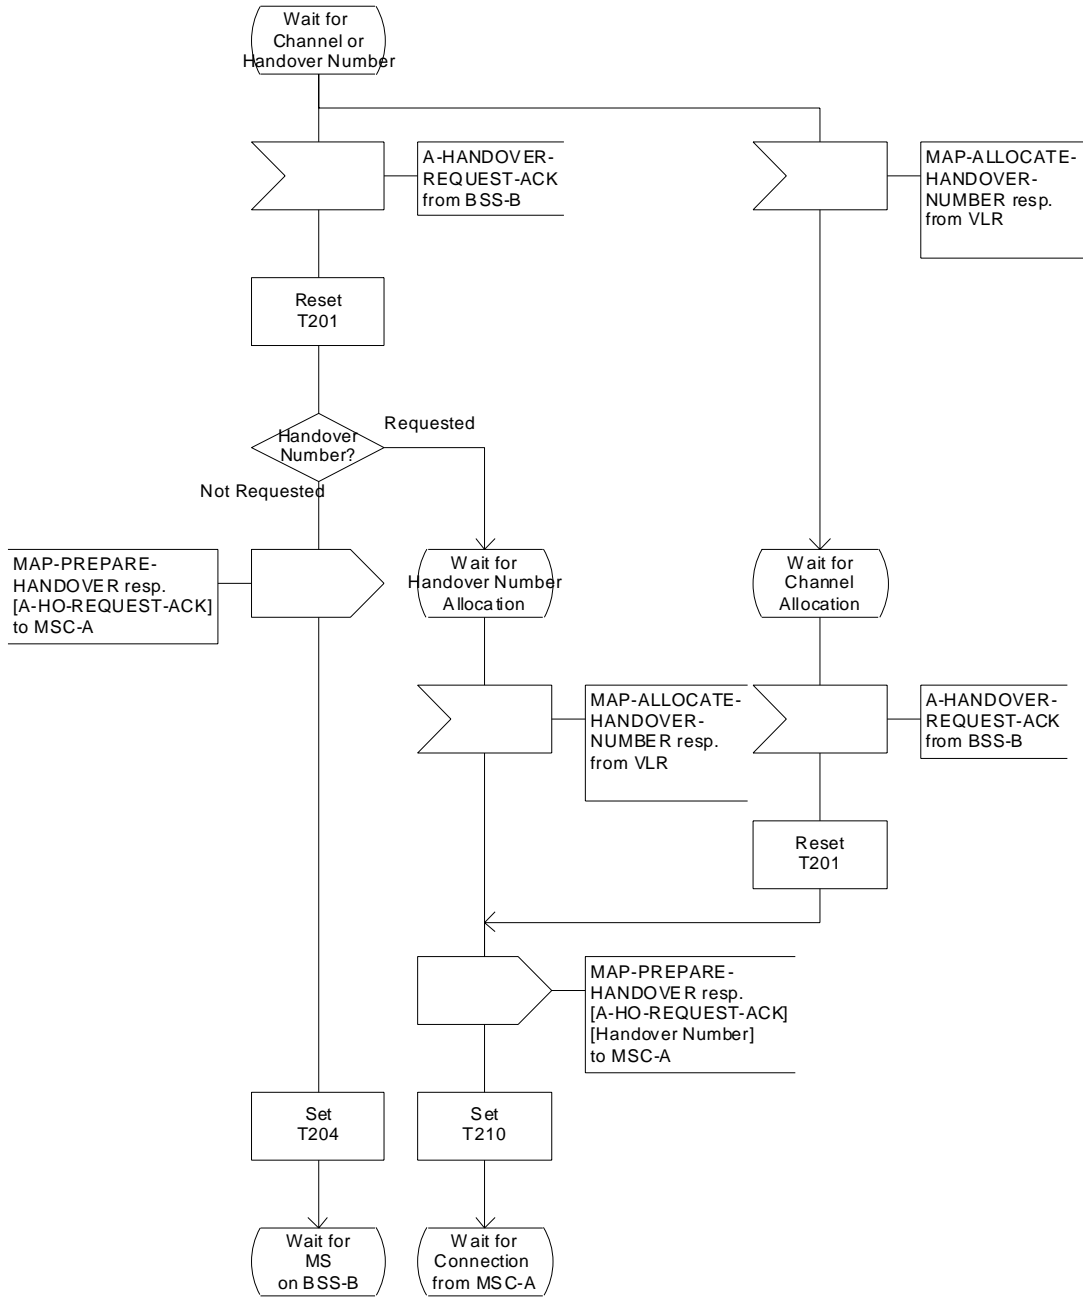 Wait for
Channel or
Handover Number
A-HANDOVER-
REQUEST-ACK
from BSS-B
MAP-ALLOCATE-
HANDOVER-
NUMBER resp.
from VLR
Reset
T201
Handover
Number?
Requested
Not Requested
MAP-PREPARE-
HANDOVER resp.
[A-HO-REQUEST-ACK]
to MSC-A
Wait for
Handover Number
Allocation
Wait for
Channel
Allocation
MAP-ALLOCATE-
HANDOVER-
NUMBER resp.
from VLR
A-HANDOVER-
REQUEST-ACK
from BSS-B
Reset
T201
MAP-PREPARE-
HANDOVER resp.
[A-HO-REQUEST-ACK]
[Handover Number]
to MSC-A
Set
T204
Set
T210
Wait for
MS
on BSS-B
Wait for
Connection
from MSC-A